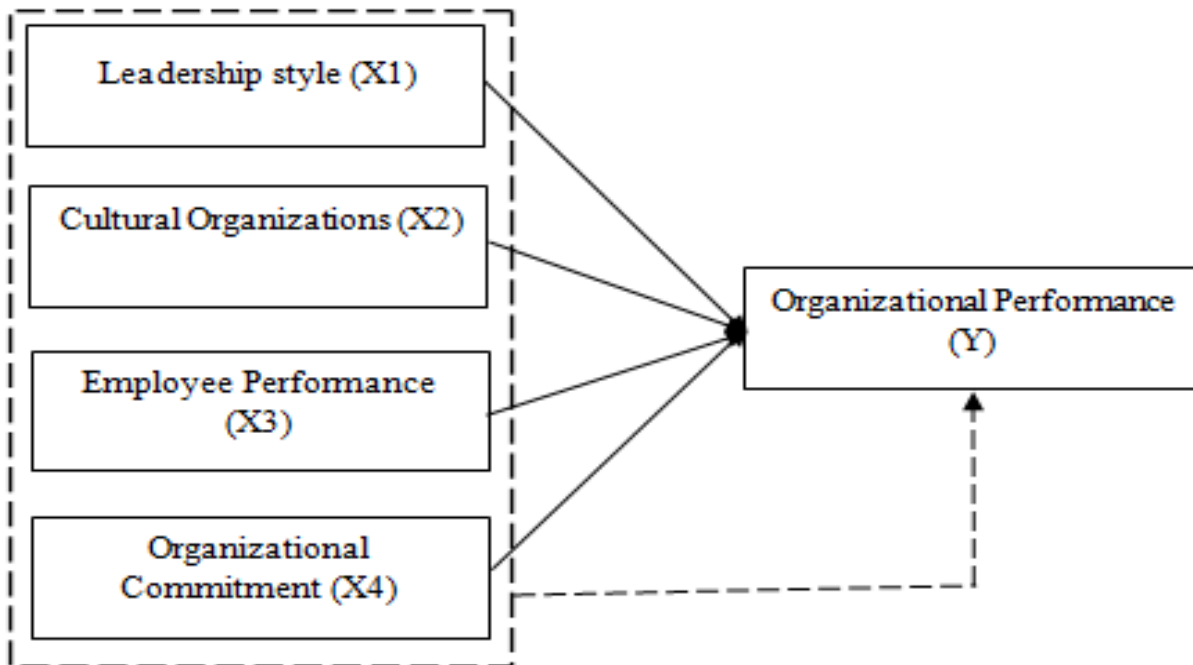 Leadership style (X1)
Cultural Organizations (X2)
Employee Performance
(X3)
Organizational
Commitment (X4)
Organizational Performance
(Y)